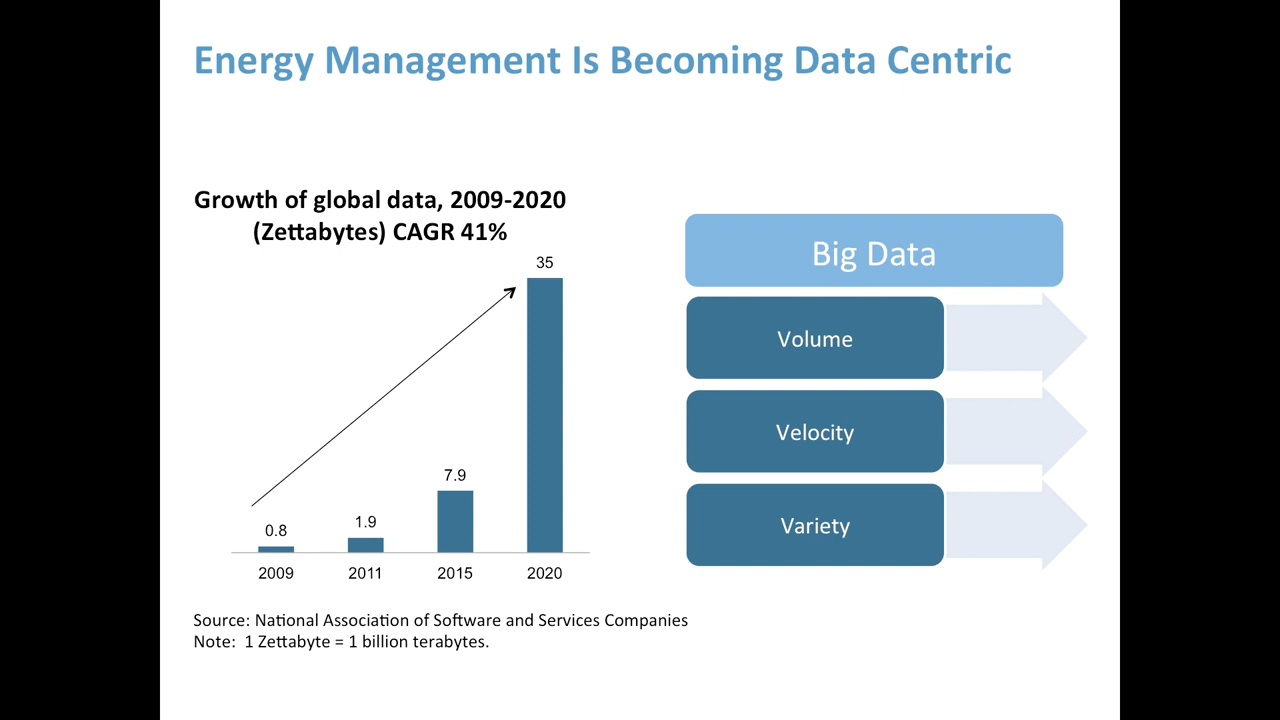 Energy Management Is Becoming Data Centric
Growth of global data, 2009-2020
(Zettabytes) CAGR 41%
35
7.9
1.9
0.8
2009 2011 2015 2020
Big Data
Volume
Velocity
Variety
Source: National Association of Software and Services Companies
Note:  1 Zettabyte = 1 billion terabytes.